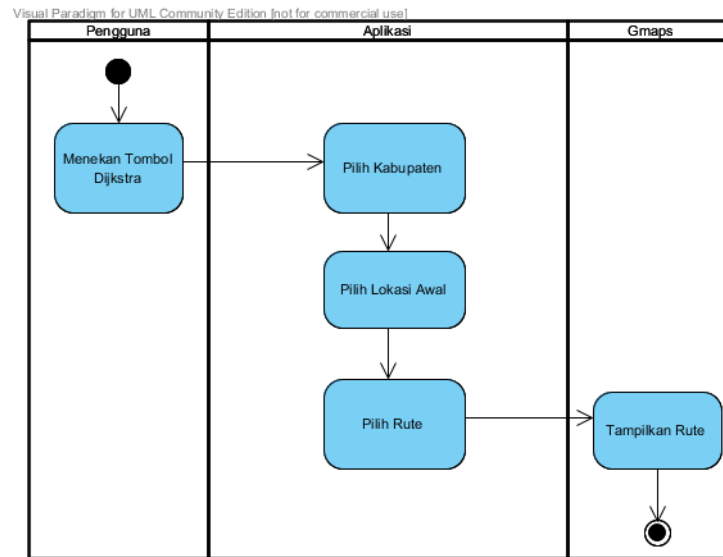 Visual Paradigm for UML Community Edition [not for commercial use]
Pengguna
Aplikasi
Gmaps
Menekan Tombol
Dijkstra
Pilih Kabupaten
Pilih Lokasi Awal
Pilih Rute
Tampilkan Rute